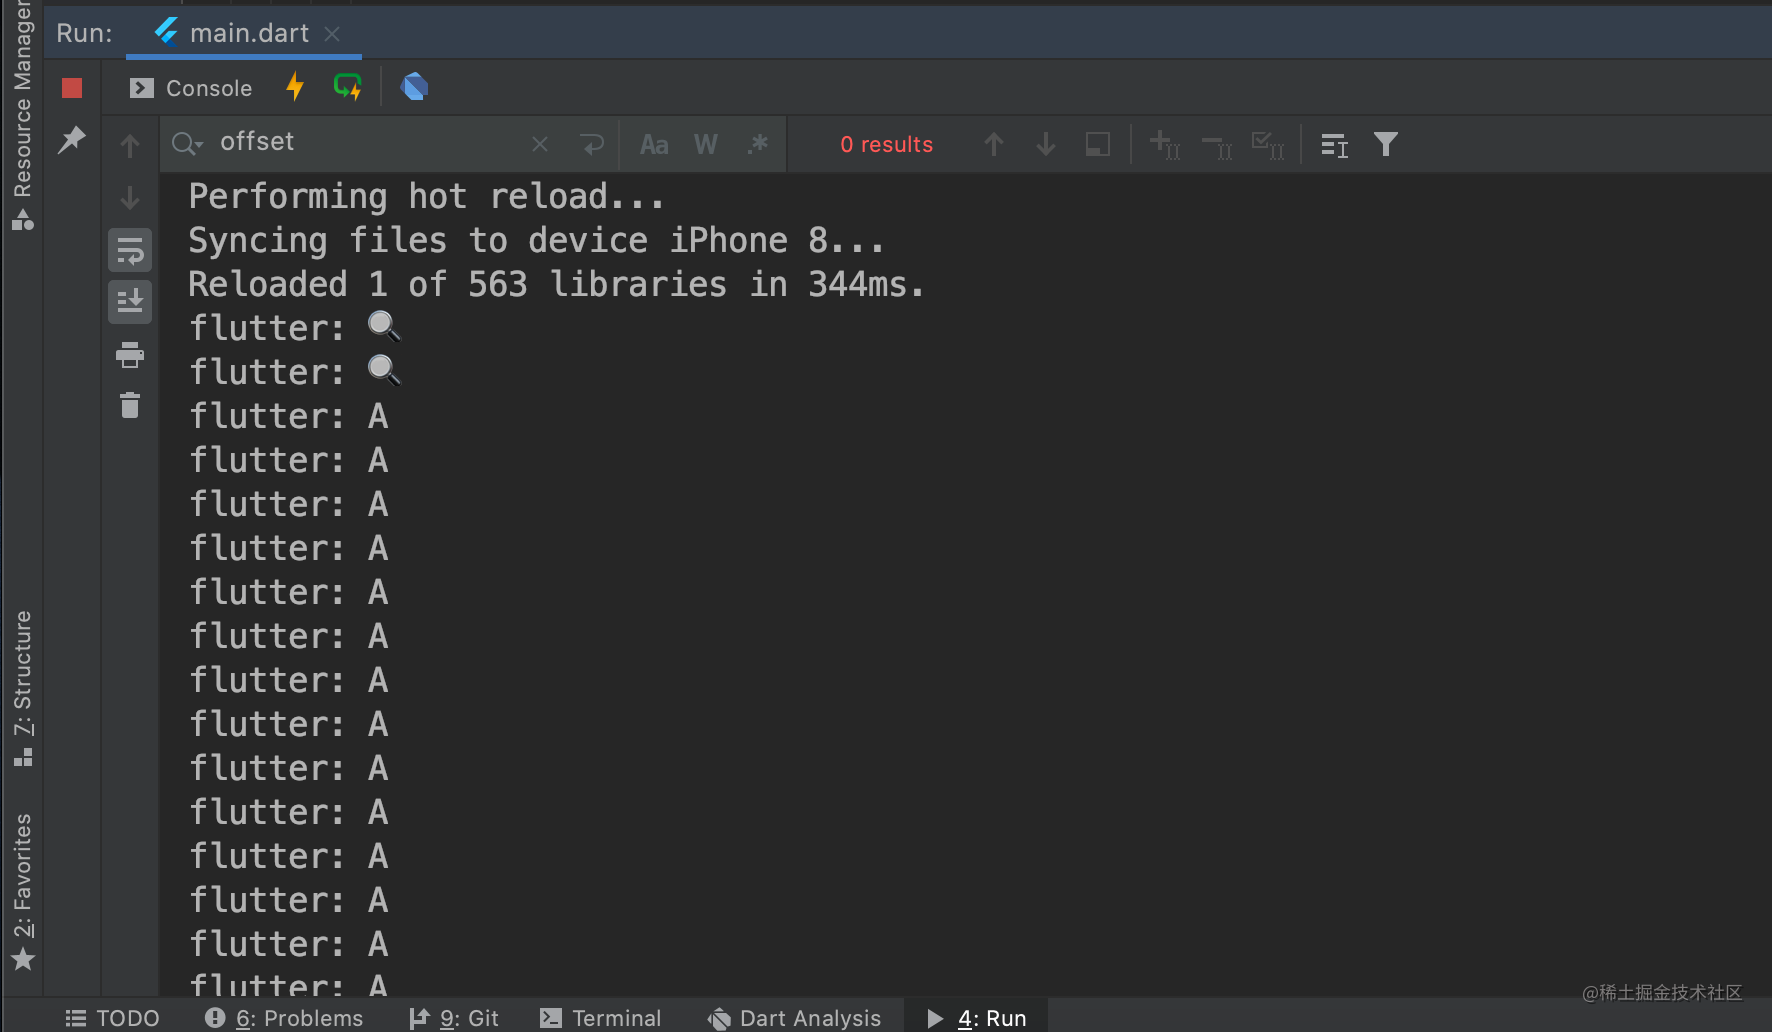 Run: main.dart
Console
offset Aa W .* 0 results
Performing hot reload...
Syncing files to device iPhone 8...
Reloaded 1 of 563 libraries in 344ms.
flutter: 🔍
flutter: 🔍
flutter: A
flutter: A
flutter: A
flutter: A
flutter: A
flutter: A
flutter: A
flutter: A
flutter: A
flutter: A
flutter: A
flutter: A
flutter: A
flutter: A
Resource Manager
7: Structure
2: Favorites
@稀土掘金技术社区
TODO 6: Problems 9: Git Terminal Dart Analysis 4: Run